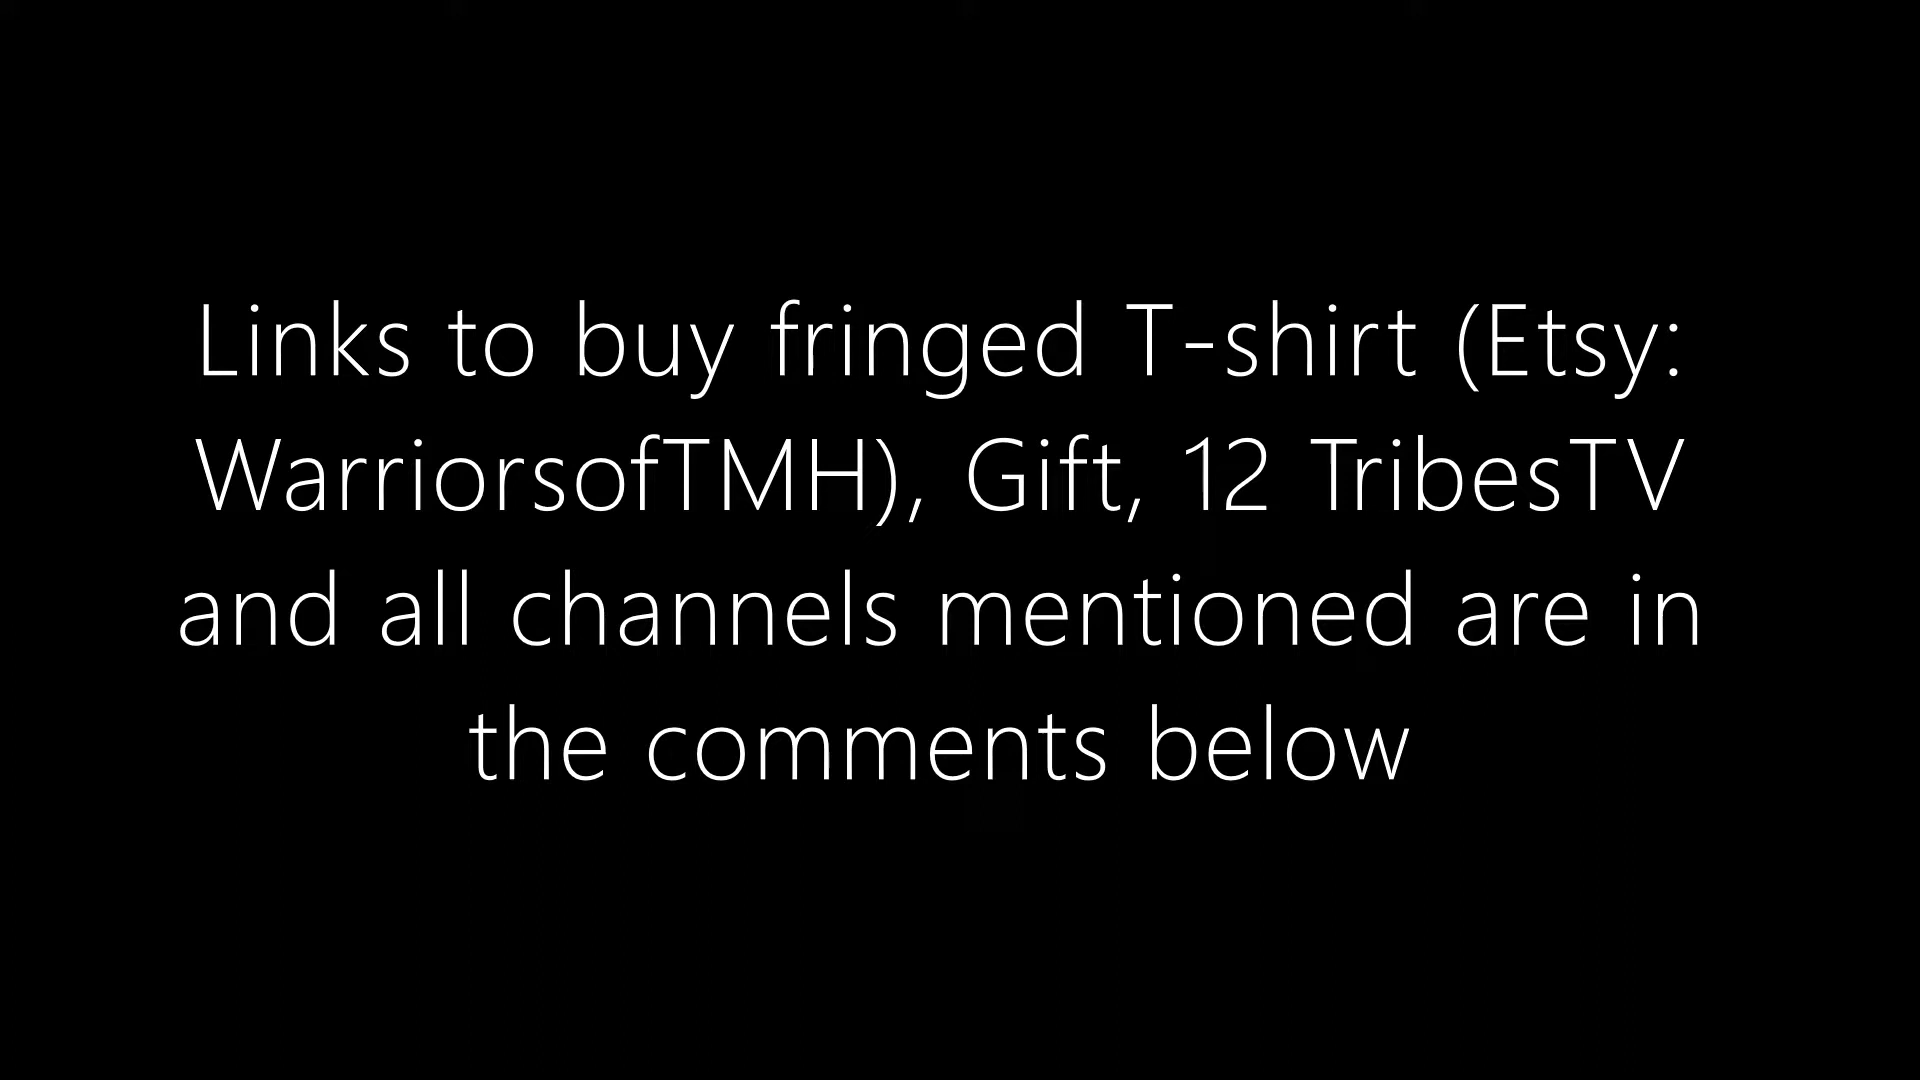 Links to buy fringed T-shirt (Etsy:
WarriorsofTMH), Gift, 12 TribesTV
and all channels mentioned are in
the comments below